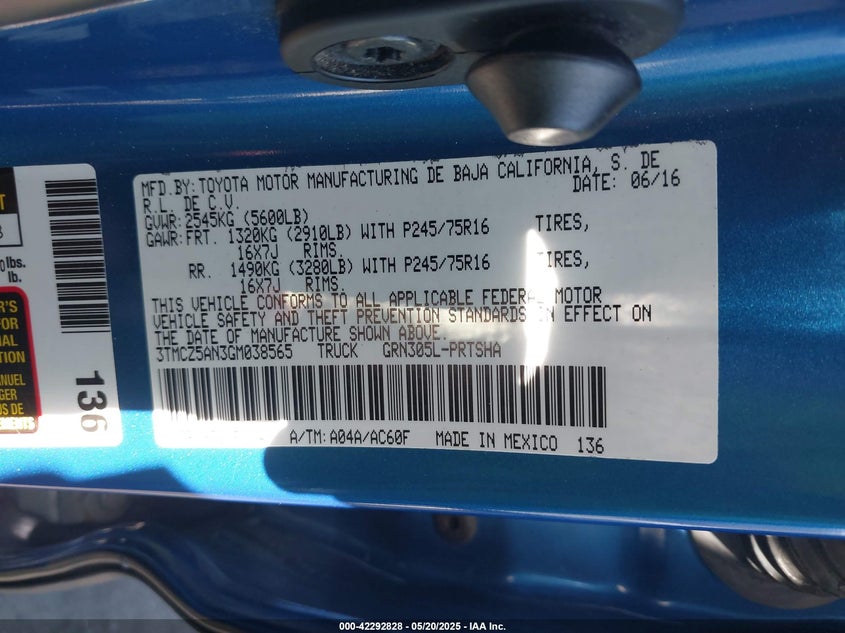 MFD.BY: TOYOTA MOTOR MANUFACTURING DE BAJA CALIFORNIA, S. DE
R.L. DE C.V. DATE: 06/16
GVWR: 2545KG (5600LB)
GAWR: FRT. 1320KG (2910LB) WITH P245/75R16 TIRES,
16X7J RIMS.
RR. 1490KG (3280LB) WITH P245/75R16 TIRES,
16X7J RIMS.
THIS VEHICLE CONFORMS TO ALL APPLICABLE FEDERAL MOTOR
VEHICLE SAFETY AND THEFT PREVENTION STANDARDS IN EFFECT ON
THE DATE OF MANUFACTURE SHOWN ABOVE.
3TMCZ5AN3GM038565 TRUCK GRN305L-PRTSHA
A/TM: A04A/AC60F MADE IN MEXICO 136
lbs.
lb.
FOR
136
000-42292828 - 05/20/2025 - IAA Inc.